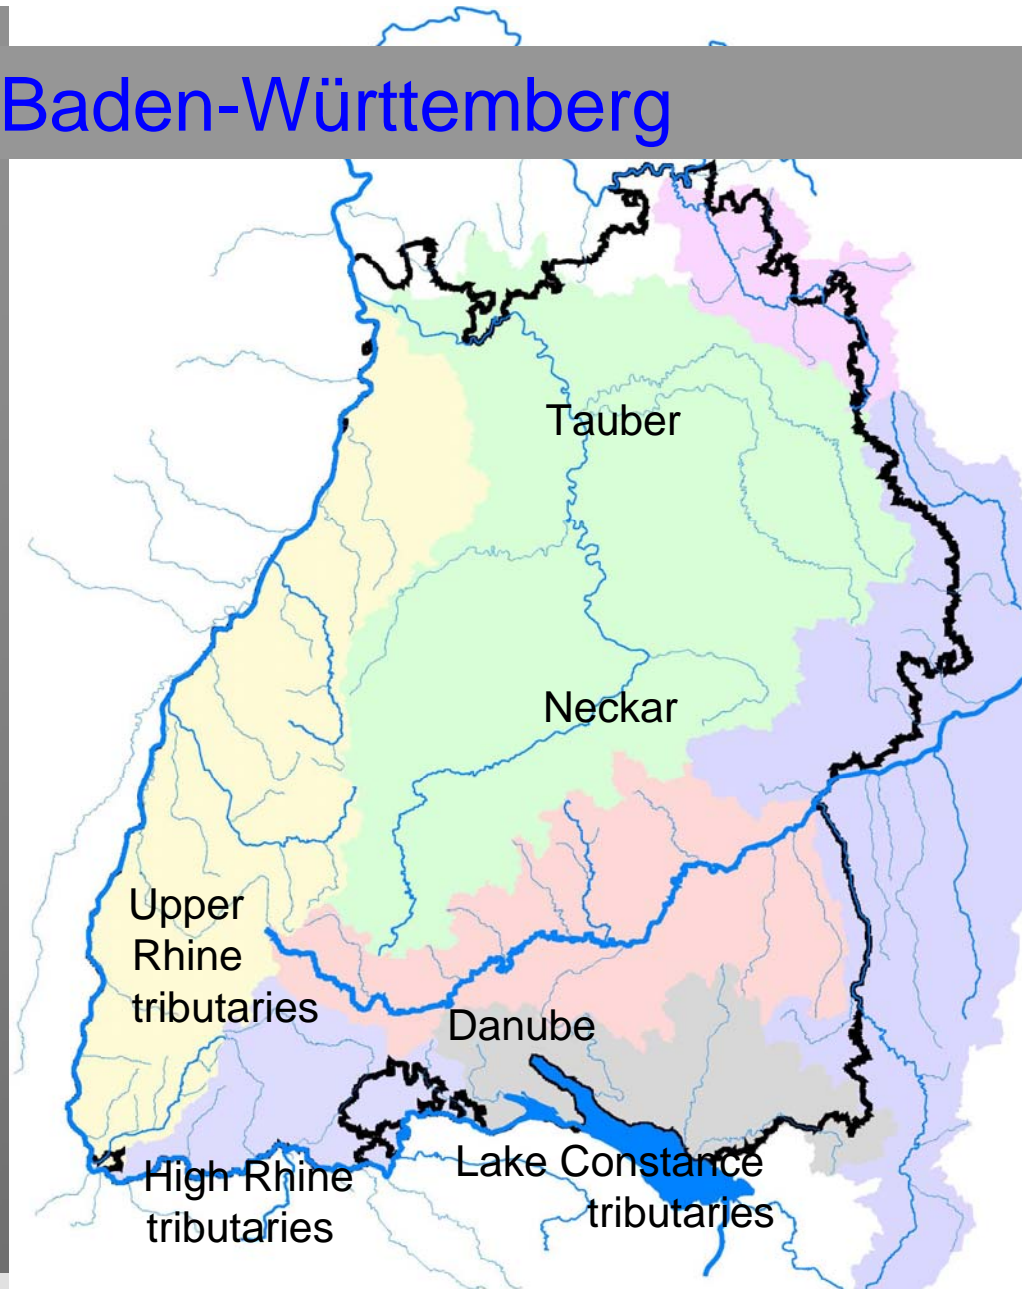 Baden-Württemberg
Tauber
Neckar
Upper
Rhine
tributaries
Danube
High Rhine
tributaries
Lake Constance
tributaries